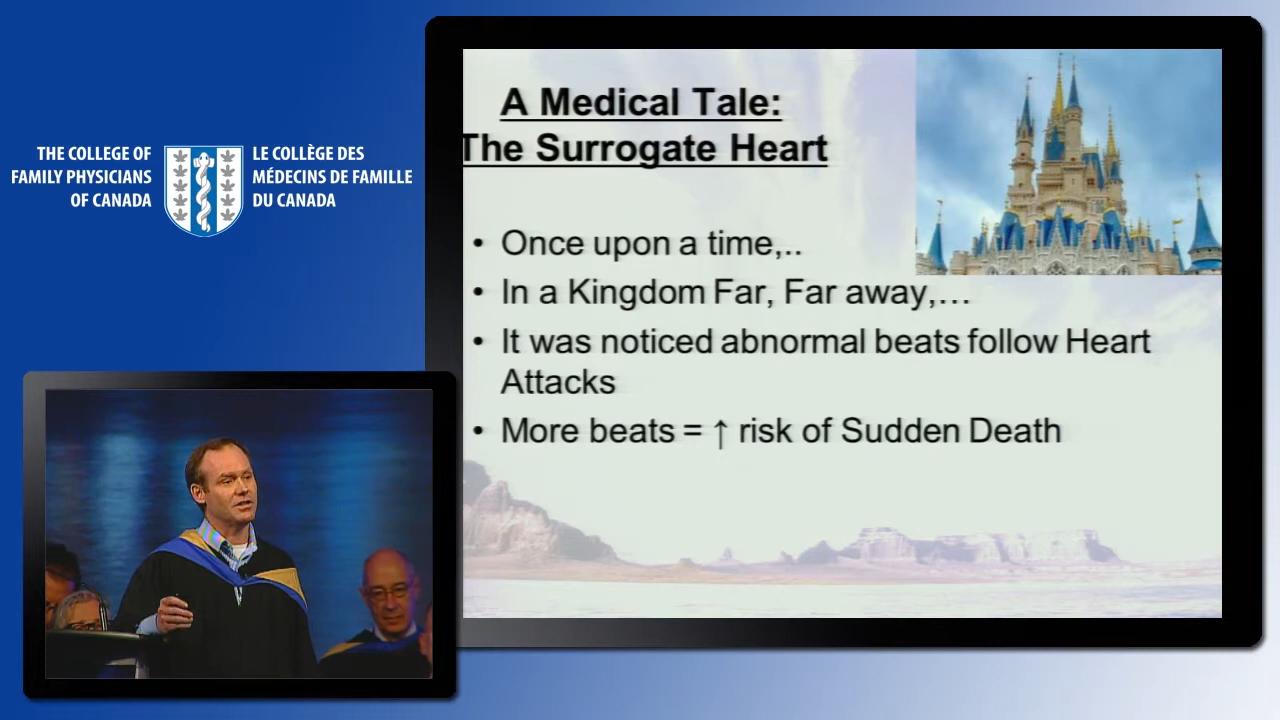 THE COLLEGE OF
FAMILY PHYSICIANS
OF CANADA
LE COLLÈGE DES
MÉDECINS DE FAMILLE
DU CANADA
A Medical Tale:
The Surrogate Heart
• Once upon a time,..
• In a Kingdom Far, Far away,…
• It was noticed abnormal beats follow Heart
Attacks
• More beats = ↑ risk of Sudden Death